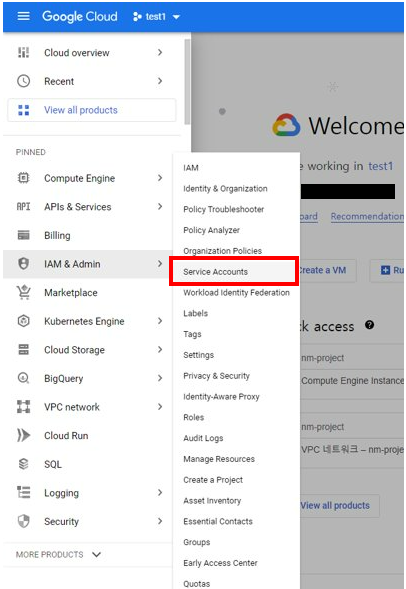 Google Cloud
test1
Cloud overview
Recent
View all products
PINNED
Compute Engine
API APIs & Services
Billing
IAM & Admin
Marketplace
Kubernetes Engine
Cloud Storage
BigQuery
VPC network
Cloud Run
SQL
Logging
Security
MORE PRODUCTS
IAM
Identity & Organization
Policy Troubleshooter
Policy Analyzer
Organization Policies
Service Accounts
Workload Identity Federation
Labels
Tags
Settings
Privacy & Security
Identity-Aware Proxy
Roles
Audit Logs
Manage Resources
Create a Project
Asset Inventory
Essential Contacts
Groups
Early Access Center
Quotas
Welcome
working in test1
Recommendation
reate a VM
Ru
access
nm-project
Compute Engine Instance
nm-project
VPC 네트워크 – nm-proje
View all products